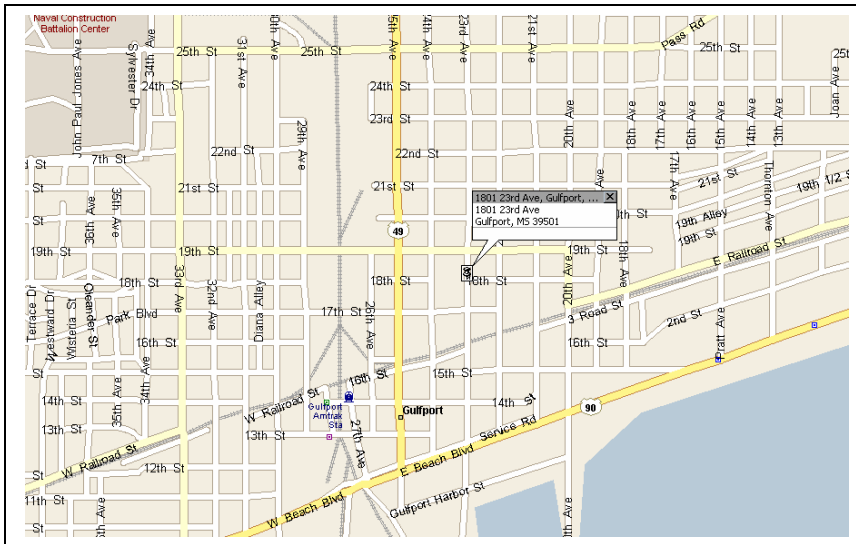 Naval Construction
Battalion Center
John Paul Jones Ave
Sylvester Dr
34th Ave
31st Ave
30th Ave
25th Ave
24th Ave
23rd Ave
21st Ave
Pass Rd
25th St
25th St
25th St
24th St
24th St
29th Ave
23rd St
20th Ave
18th Ave
17th Ave
16th Ave
15th Ave
14th Ave
13th Ave
Joan Ave
7th St
22nd St
22nd St
17th Ave
21st St
21st St
21st St
Thornton Ave
19th 1/2 St
35th Ave
36th Ave
1801 23rd Ave, Gulfport, ...
1801 23rd Ave
Gulfport, MS 39501
19th Alley
19th St
49
19th St
19th St
19th St
19th St
18th Ave
E Railroad St
18th St
18th St
18th St
33rd Ave
32nd Ave
Diana Alley
26th Ave
20th Ave
Terrace Dr
Westward Dr
Wisteria St
Oleander St
Park Blvd
17th St
3 Road St
2nd St
Pratt Ave
16th St
16th St
34th Ave
35th Ave
16th St
15th St
W Railroad St
14th St
14th St
90
Gulfport
Amtrak
Sta
Gulfport
13th St
13th St
27th Ave
Service Rd
W Railroad St
12th St
E Beach Blvd
St
11th St
W Beach Blvd
Gulfport Harbor St
St
20th Ave